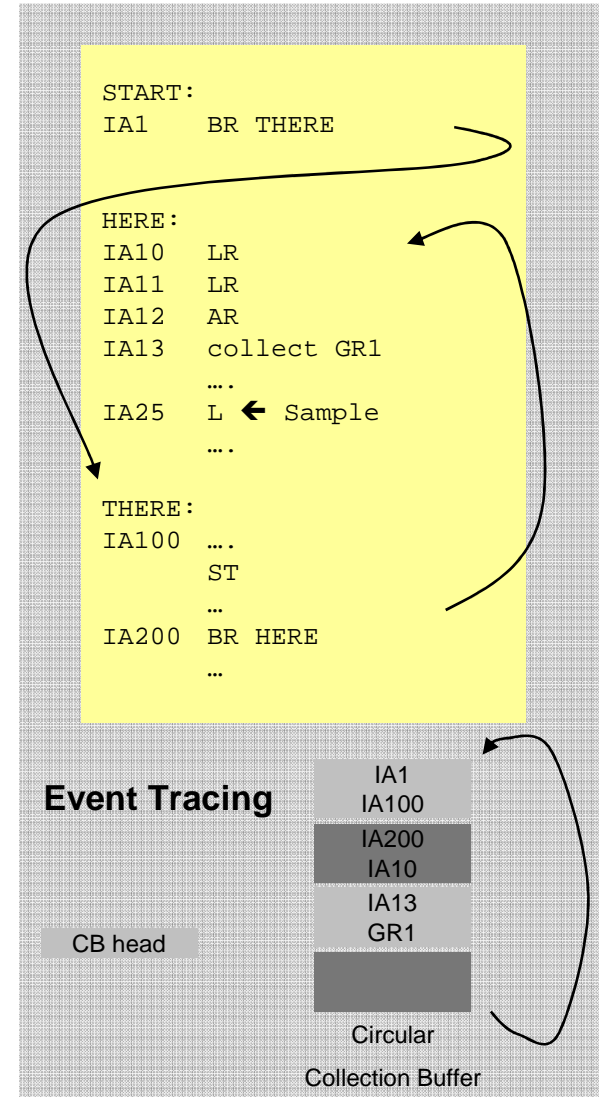 START:
IA1 BR THERE
HERE:
IA10 LR
IA11 LR
IA12 AR
IA13 collect GR1
….
IA25 L 🡸 Sample
….
THERE:
IA100 ….
ST
…
IA200 BR HERE
…
Event Tracing
IA1
IA100
IA200
IA10
IA13
GR1
CB head
Circular
Collection Buffer